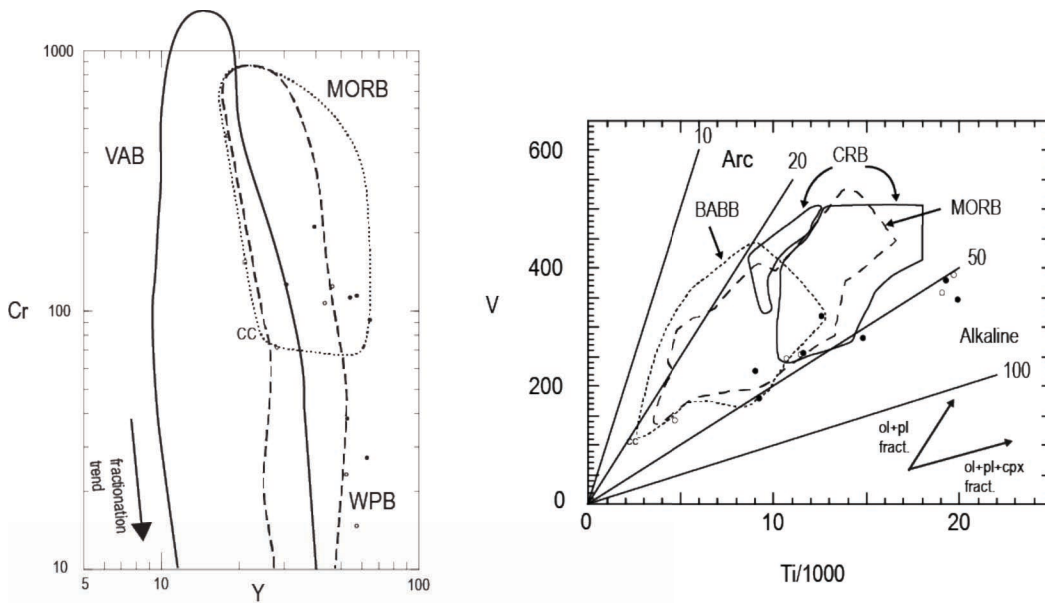 1000
MORB
VAB
Cr
100
CC
fractionation
trend
WPB
10
5
10
Y
100
600
10
Arc
20
CRB
BABB
MORB
400
50
V
Alkaline
200
100
ol+pl
fract.
CC
ol+pl+cpx
fract.
0
0
10
20
Ti/1000